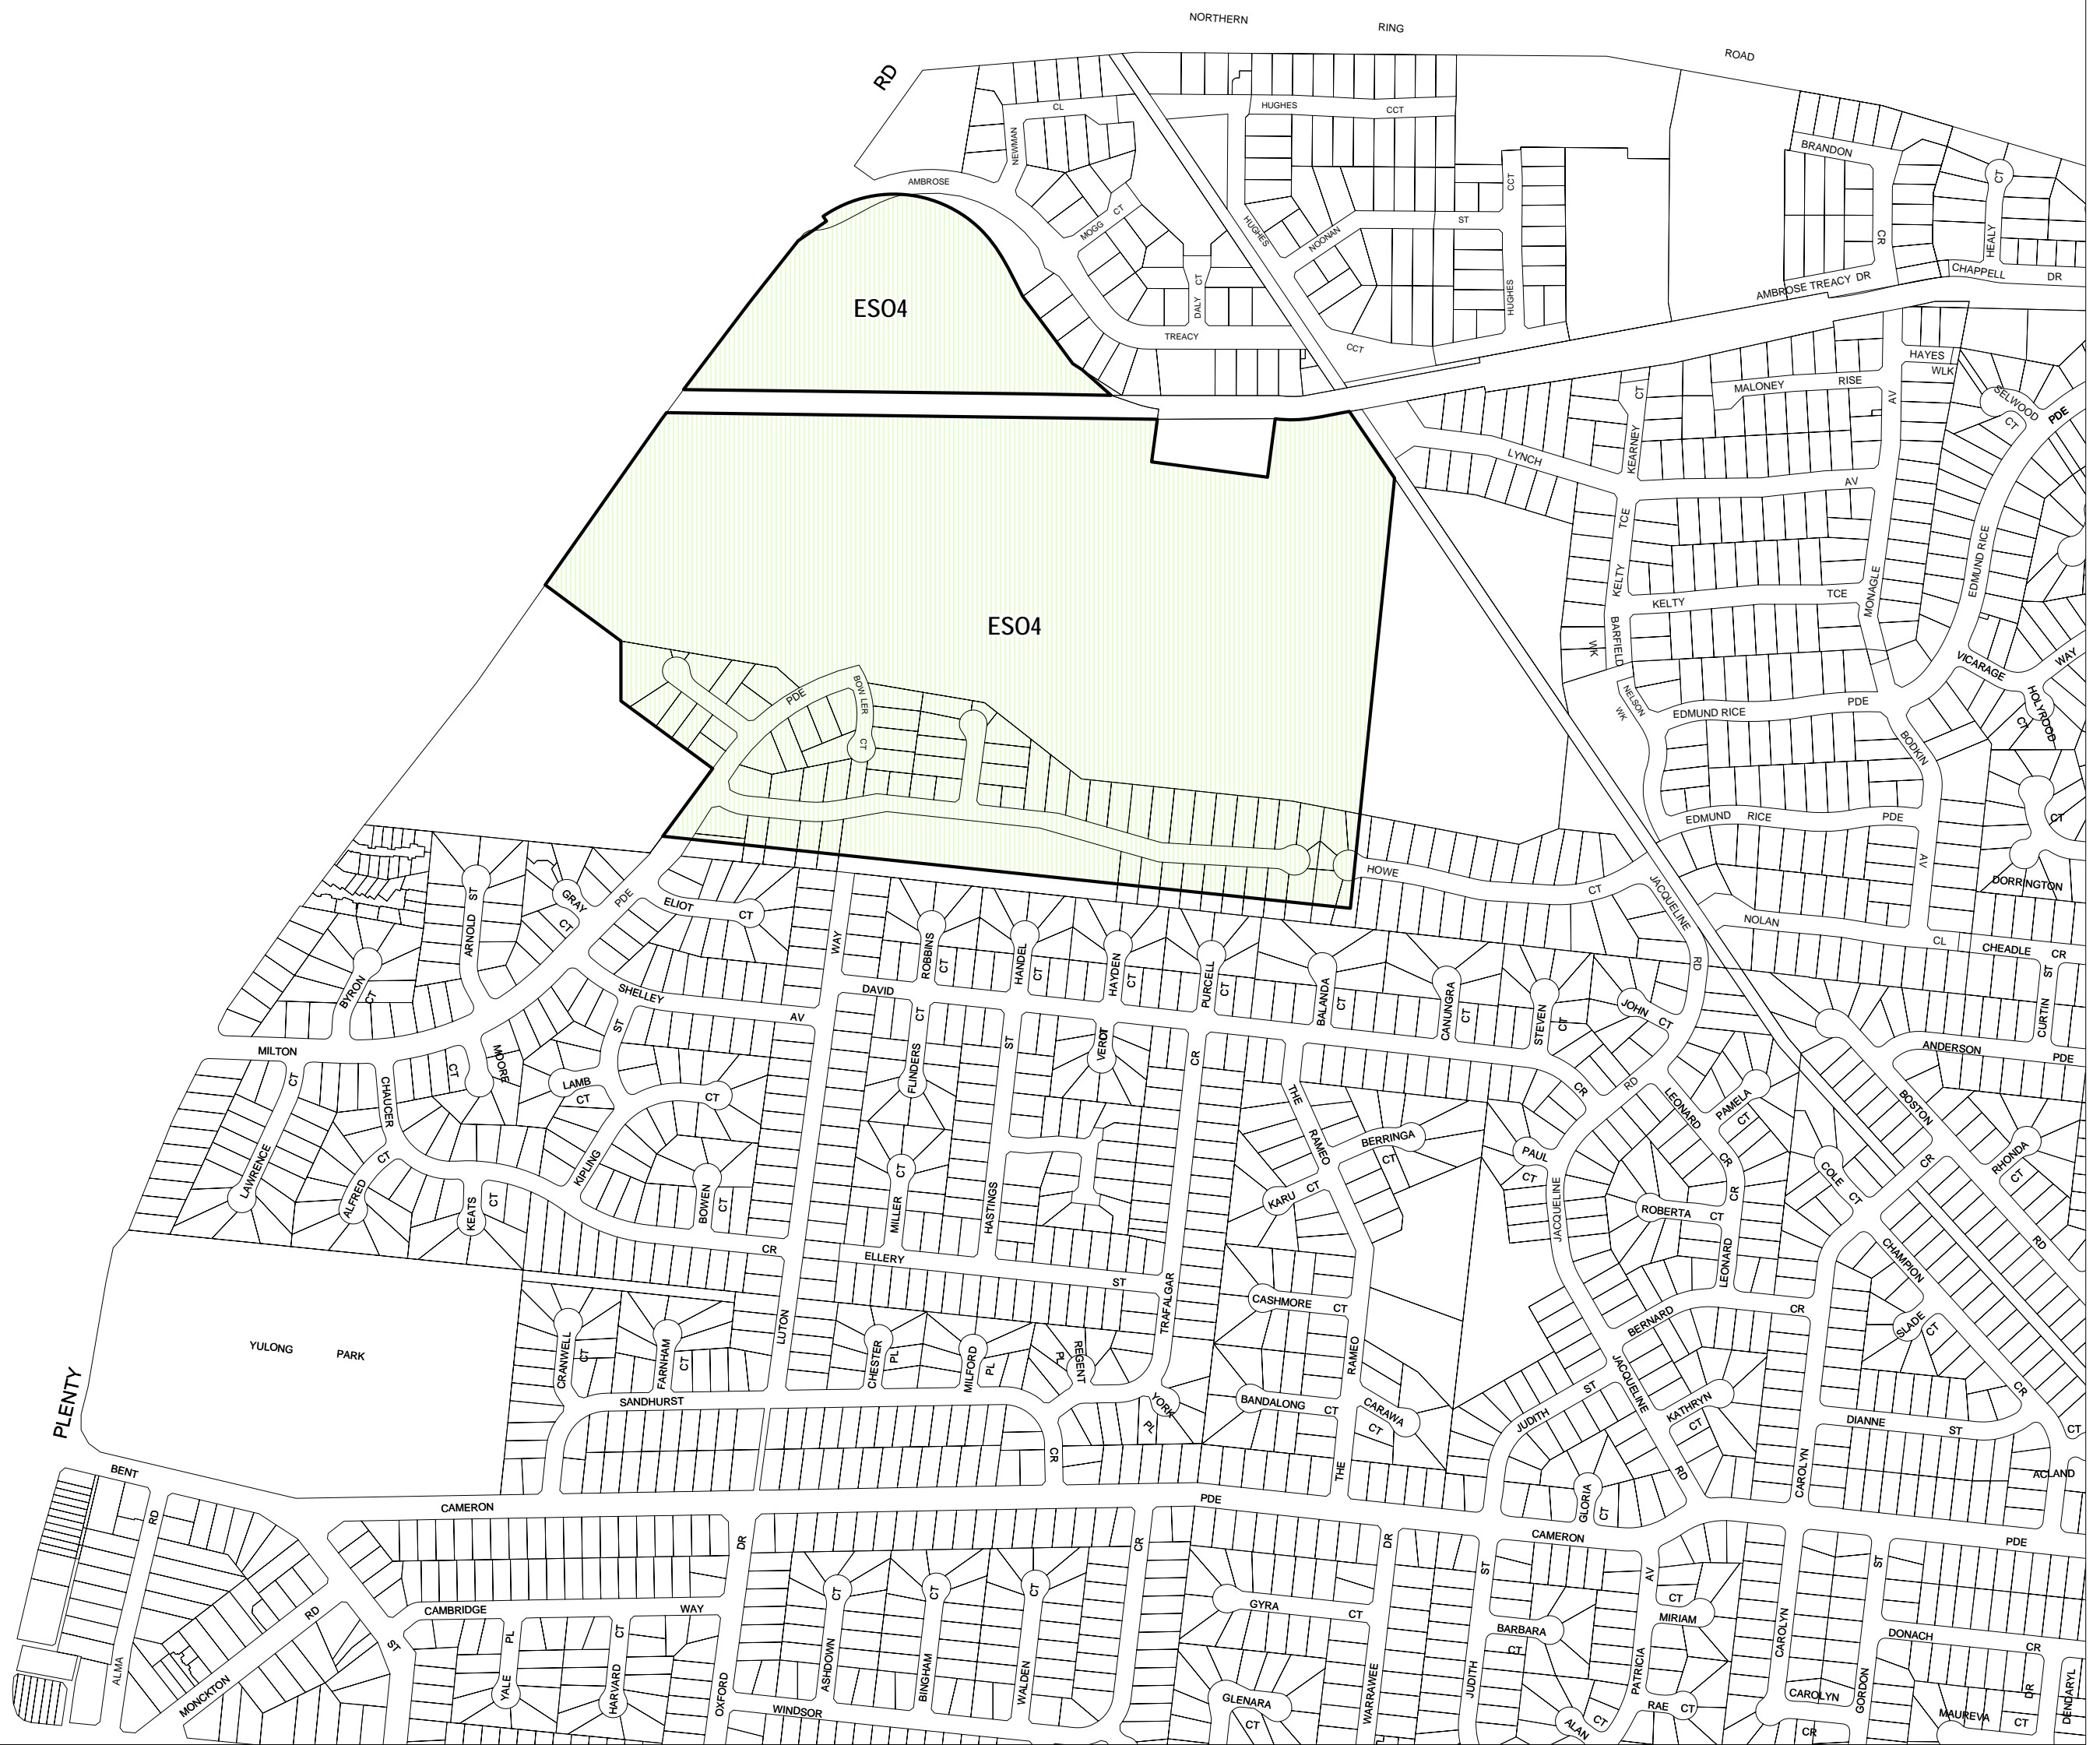 NORTHERN RING ROAD
RD
CL
HUGHES CCT
NEWMAN
BRANDON
AMBROSE
CCT
CT
MOGG CT
HUGHES
NOONAN ST
CR
HEALY
CHAPPELL DR
AMBROSE TREACY DR
DALY CT
HUGHES
ESO4
TREACY
CCT
HAYES
WLK
MALONEY RISE
KEARNEY CT
AV
SELWOOD
CT
PDE
LYNCH
AV
TCE
KELTY
EDMUND RICE
MONAGLE
KELTY TCE
ESO4
BARFIELD
WK
VICARAGE WAY
BOW LER
CT
PDE
NELSON
WK
EDMUND RICE PDE
HOLYROOD
CT
BODKIN
EDMUND RICE PDE
CT
AV
HOWE CT
JACQUELINE
RD
DORRINGTON
NOLAN CL
CHEADLE CR
ARNOLD ST
GRAY
CT
PDE
ELIOT CT
WAY
ROBBINS
CT
HANDEL
CT
HAYDEN
CT
PURCELL
CT
BALANDA
CT
CANUNGRA
CT
STEVEN
CT
JOHN CT
ST
CURTIN
BYRON
CT
SHELLEY AV
DAVID
CR
ANDERSON PDE
MILTON
CT
CHAUCER
CT
MOORE
ST
LAMB
CT
CT
FLINDERS CT
ST
VERDI
CT
CR
THE RAMEO
RD
LEONARD
CR
PAMELA
CT
BOSTON
RD
LAWRENCE
ALFRED
CT
KIPLING
KEATS
CT
BOWEN
CT
MILLER
CT
HASTINGS
BERRINGA
CT
KARU CT
PAUL
CT
JACQUELINE
ROBERTA CT
CR
LEONARD
COLE CT
CR
RHONDA
CT
CR
ELLERY ST
CHAMPION
CR
YULONG PARK
CRANWELL
CT
FARNHAM
CT
LUTON
CHESTER
PL
MILFORD
PL
REGENT
PL
TRAFALGAR
CASHMORE CT
RAMEO
BERNARD CR
SLADE
CT
PLENTY
SANDHURST
CR
YORK
PL
BANDALONG CT
CARAWA
CT
THE
JUDITH ST
JACQUELINE
RD
KATHRYN
CT
DIANNE ST
CT
CAROLYN
ACLAND
BENT
RD
CAMERON PDE
GLORIA
CT
CAMERON PDE
DR
CR
DR
ST
AV
ST
CT
CT
CT
CAMBRIDGE WAY
RD
ST
PL
YALE
CT
HARVARD
OXFORD
ASHDOWN
BINGHAM
WALDEN
GYRA CT
BARBARA
CT
CT
MIRIAM
CAROLYN
DONACH CR
ALMA
MONCKTON
GLENARA
CT
WARRAWEE
JUDITH
PATRICIA
RAE CT
CAROLYN
CR
GORDON
DR
DENDARYL
MAUREVA CT
ALAN
CT
WINDSOR